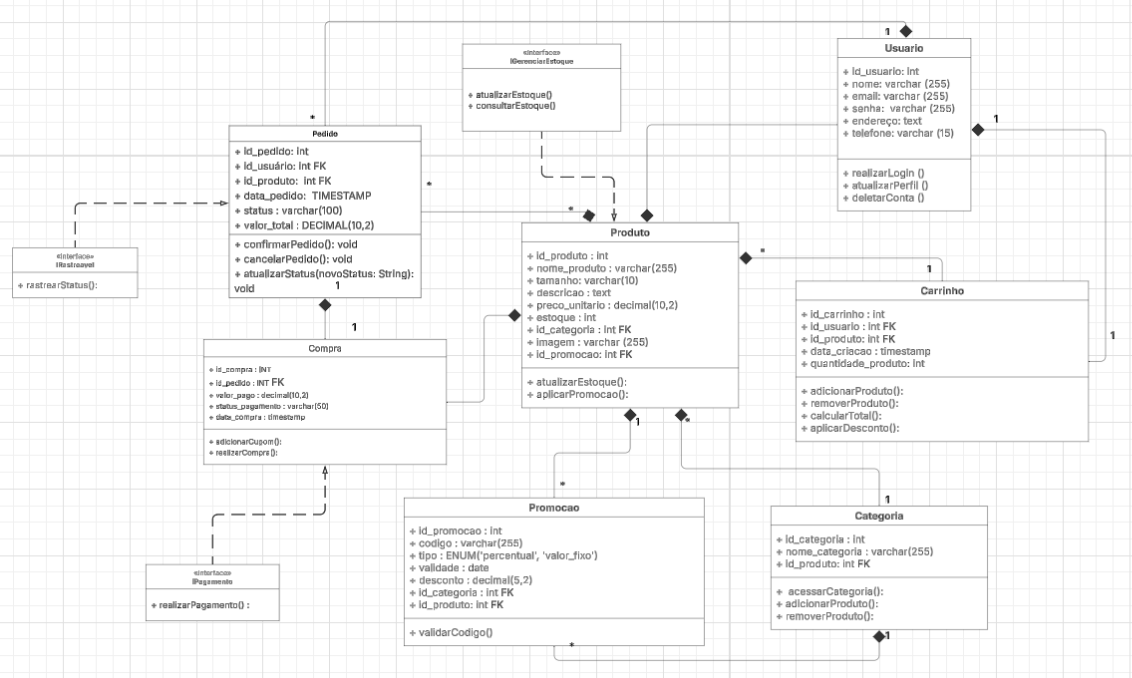 1
Usuario
+ id_usuario: int
+ nome: varchar (255)
+ email: varchar (255)
+ senha: varchar (255)
+ endereço: text
+ telefone: varchar (15)
+ realizarLogin ()
+ atualizarPerfil ()
+ deletarConta ()
1
«interface»
IGerenciarEstoque
+ atualizarEstoque()
+ consultarEstoque()
*
Pedido
+ id_pedido: int
+ id_usuário: int FK
+ id_produto: int FK
+ data_pedido: TIMESTAMP
+ status : varchar(100)
+ valor_total : DECIMAL(10,2)
+ confirmarPedido(): void
+ cancelarPedido(): void
+ atualizarStatus(novoStatus: String):
void
1
*
*
«interface»
IRastreavel
+ rastrearStatus():
Produto
+ id_produto : int
+ nome_produto : varchar(255)
+ tamanho: varchar(10)
+ descricao : text
+ preco_unitario : decimal(10,2)
+ estoque : int
+ id_categoria : int FK
+ imagem : varchar (255)
+ id_promocao: int FK
+ atualizarEstoque():
+ aplicarPromocao():
*
1
Carrinho
+ id_carrinho : int
+ id_usuario : int FK
+ id_produto: int FK
+ data_criacao : timestamp
+ quantidade_produto: int
+ adicionarProduto():
+ removerProduto():
+ calcularTotal():
+ aplicarDesconto():
1
1
Compra
+ id_compra : INT
+ id_pedido : INT FK
+ valor_pago : decimal(10,2)
+ status_pagamento : varchar(50)
+ data_compra : timestamp
+ adicionarCupom():
+ realizarCompra():
1
*
*
1
Promocao
+ id_promocao : int
+ codigo : varchar(255)
+ tipo : ENUM('percentual', 'valor_fixo')
+ validade : date
+ desconto : decimal(5,2)
+ id_categoria : int FK
+ id_produto: int FK
+ validarCodigo()
*
Categoria
+ id_categoria : int
+ nome_categoria : varchar(255)
+ id_produto: int FK
+ acessarCategoria():
+ adicionarProduto():
+ removerProduto():
1
«interface»
IPagamento
+ realizarPagamento() :